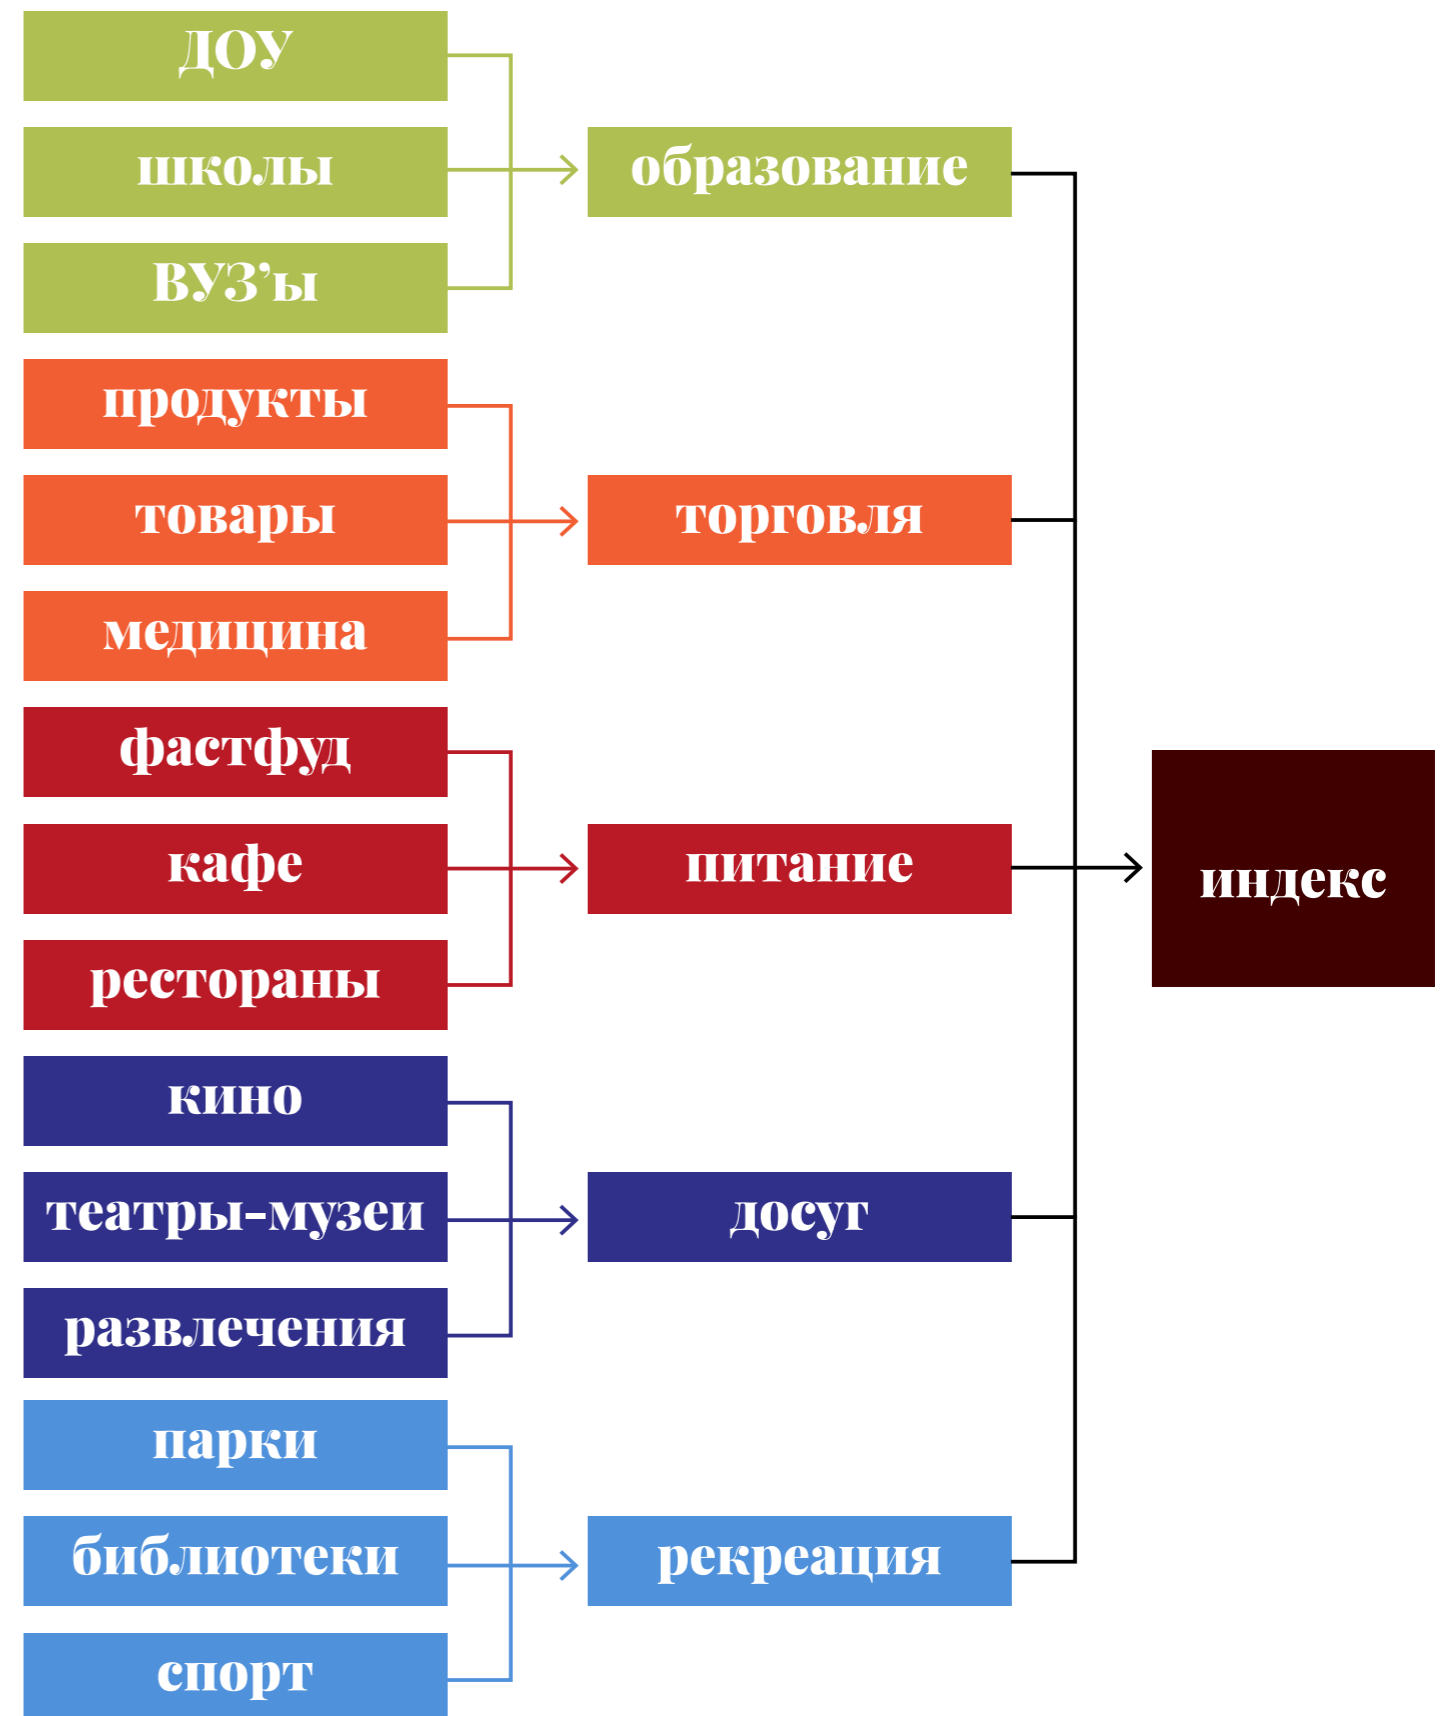 ДОУ
школы
ВУЗ’ы
образование
продукты
товары
медицина
торговля
фастфуд
кафе
рестораны
питание
кино
театры-музеи
развлечения
досуг
парки
библиотеки
спорт
рекреация
индекс